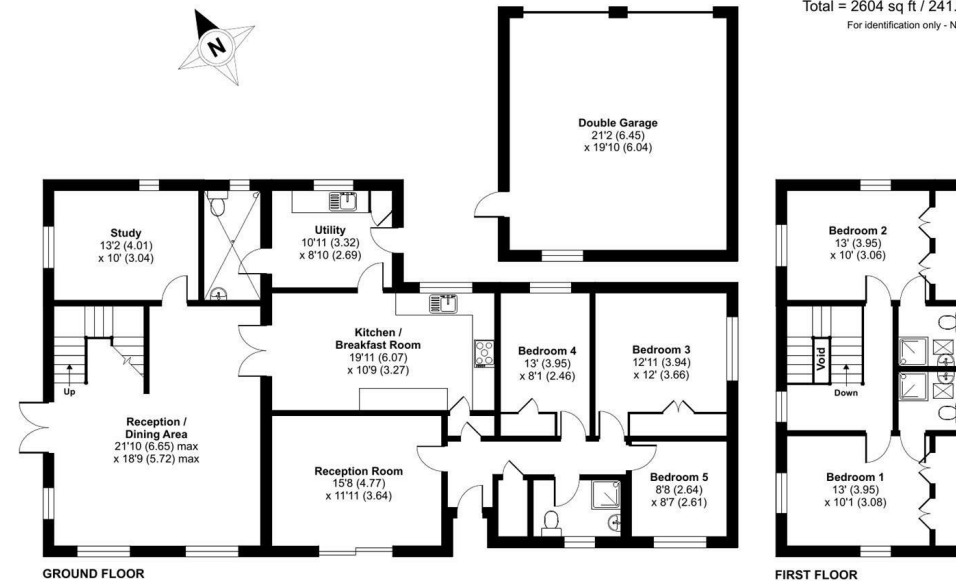 Total = 2604 sq ft / 241.
For identification only - N
N
Double Garage
21'2 (6.45)
x 19'10 (6.04)
Study
13'2 (4.01)
x 10' (3.04)
Utility
10'11 (3.32)
x 8'10 (2.69)
Bedroom 2
13' (3.95)
x 10' (3.06)
Kitchen /
Breakfast Room
19'11 (6.07)
x 10'9 (3.27)
Bedroom 4
13' (3.95)
x 8'1 (2.46)
Bedroom 3
12'11 (3.94)
x 12' (3.66)
Up
Void
Down
Reception /
Dining Area
21'10 (6.65) max
x 18'9 (5.72) max
Reception Room
15'8 (4.77)
x 11'11 (3.64)
Bedroom 5
8'8 (2.64)
x 8'7 (2.61)
Bedroom 1
13' (3.95)
x 10'1 (3.08)
GROUND FLOOR
FIRST FLOOR